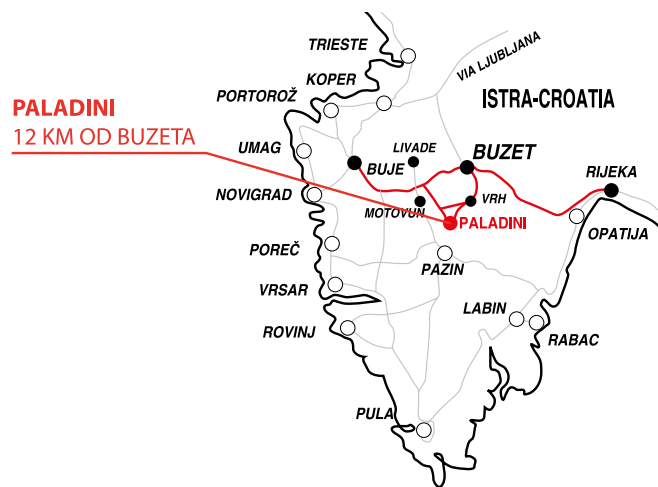 TRIESTE
VIA LJUBLJANA
KOPER
PORTOROŽ
ISTRA-CROATIA
PALADINI
12 KM OD BUZETA
UMAG
LIVADE
BUZET
BUJE
RIJEKA
NOVIGRAD
MOTOVUN
VRH
PALADINI
OPATIJA
POREČ
PAZIN
VRSAR
LABIN
ROVINJ
RABAC
PULA